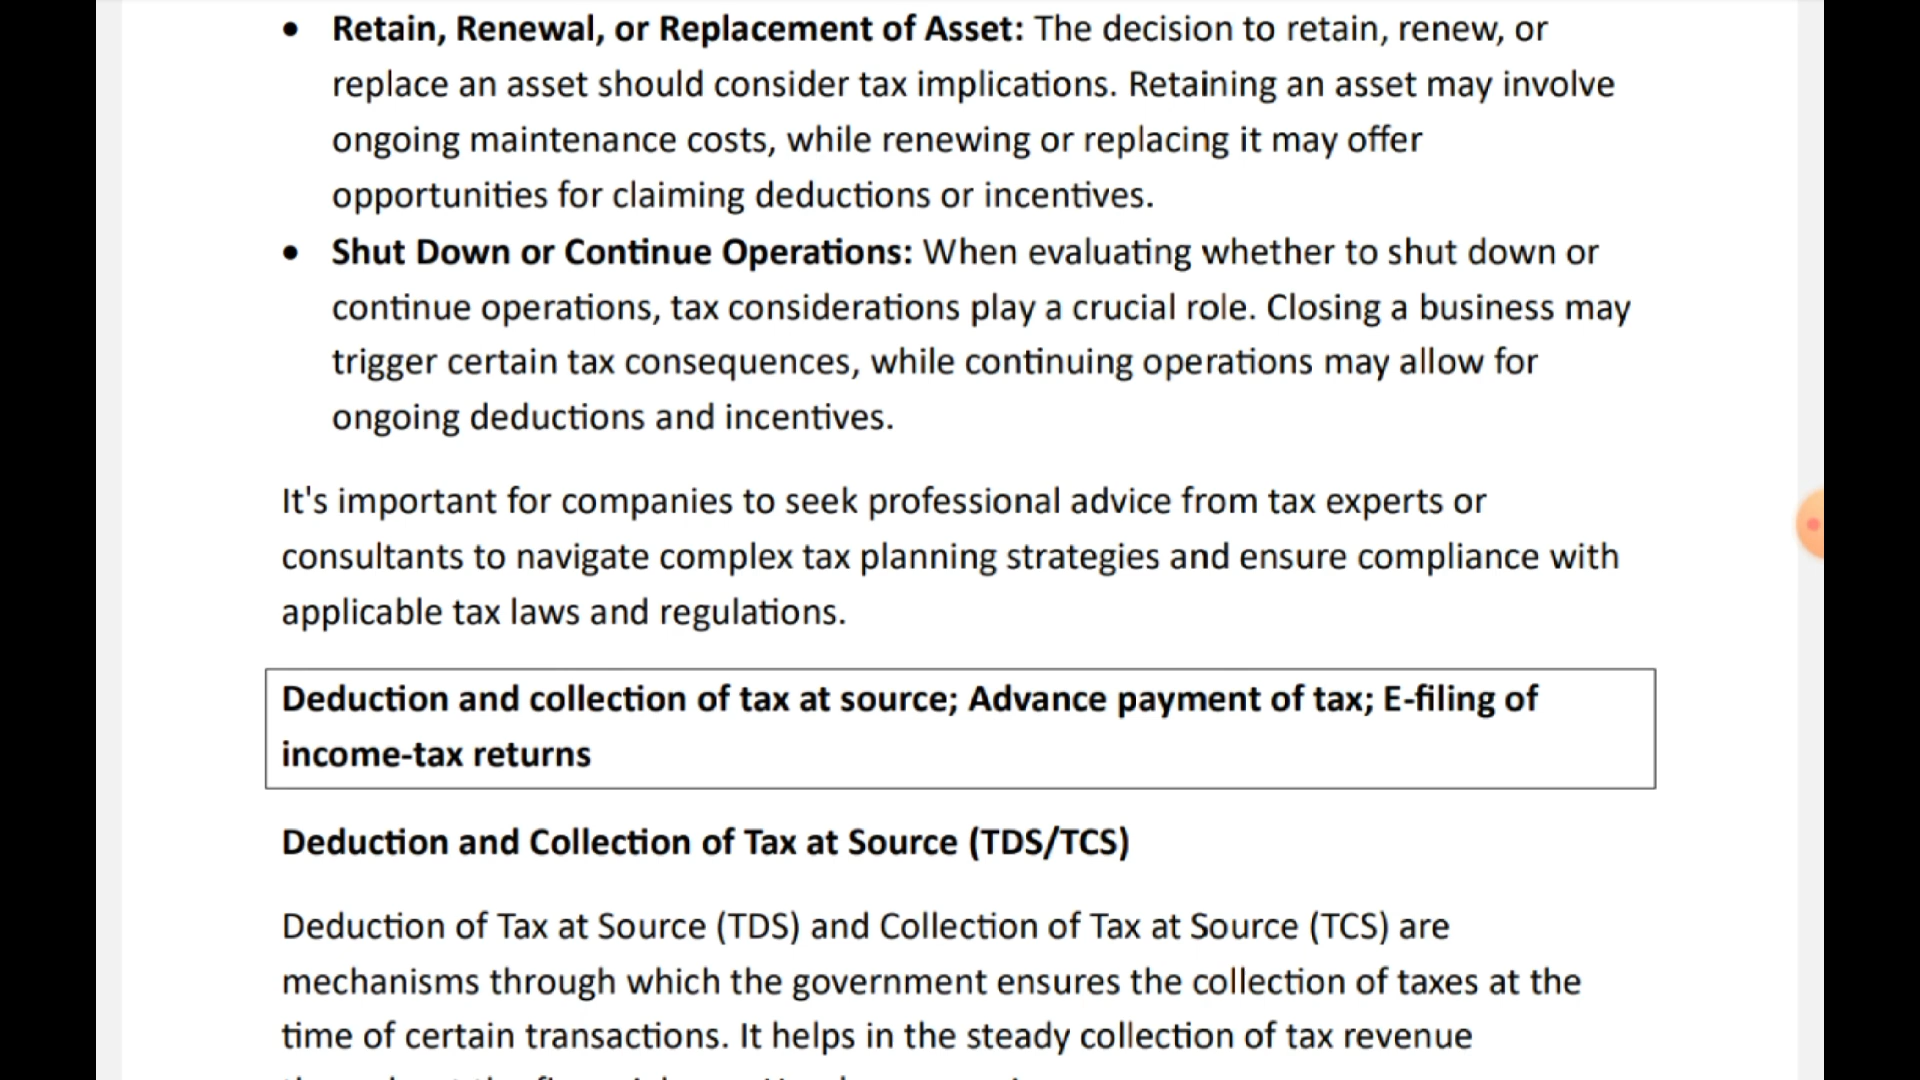 • Retain, Renewal, or Replacement of Asset: The decision to retain, renew, or
replace an asset should consider tax implications. Retaining an asset may involve
ongoing maintenance costs, while renewing or replacing it may offer
opportunities for claiming deductions or incentives.
• Shut Down or Continue Operations: When evaluating whether to shut down or
continue operations, tax considerations play a crucial role. Closing a business may
trigger certain tax consequences, while continuing operations may allow for
ongoing deductions and incentives.
It's important for companies to seek professional advice from tax experts or
consultants to navigate complex tax planning strategies and ensure compliance with
applicable tax laws and regulations.
Deduction and collection of tax at source; Advance payment of tax; E-filing of
income-tax returns
Deduction and Collection of Tax at Source (TDS/TCS)
Deduction of Tax at Source (TDS) and Collection of Tax at Source (TCS) are
mechanisms through which the government ensures the collection of taxes at the
time of certain transactions. It helps in the steady collection of tax revenue